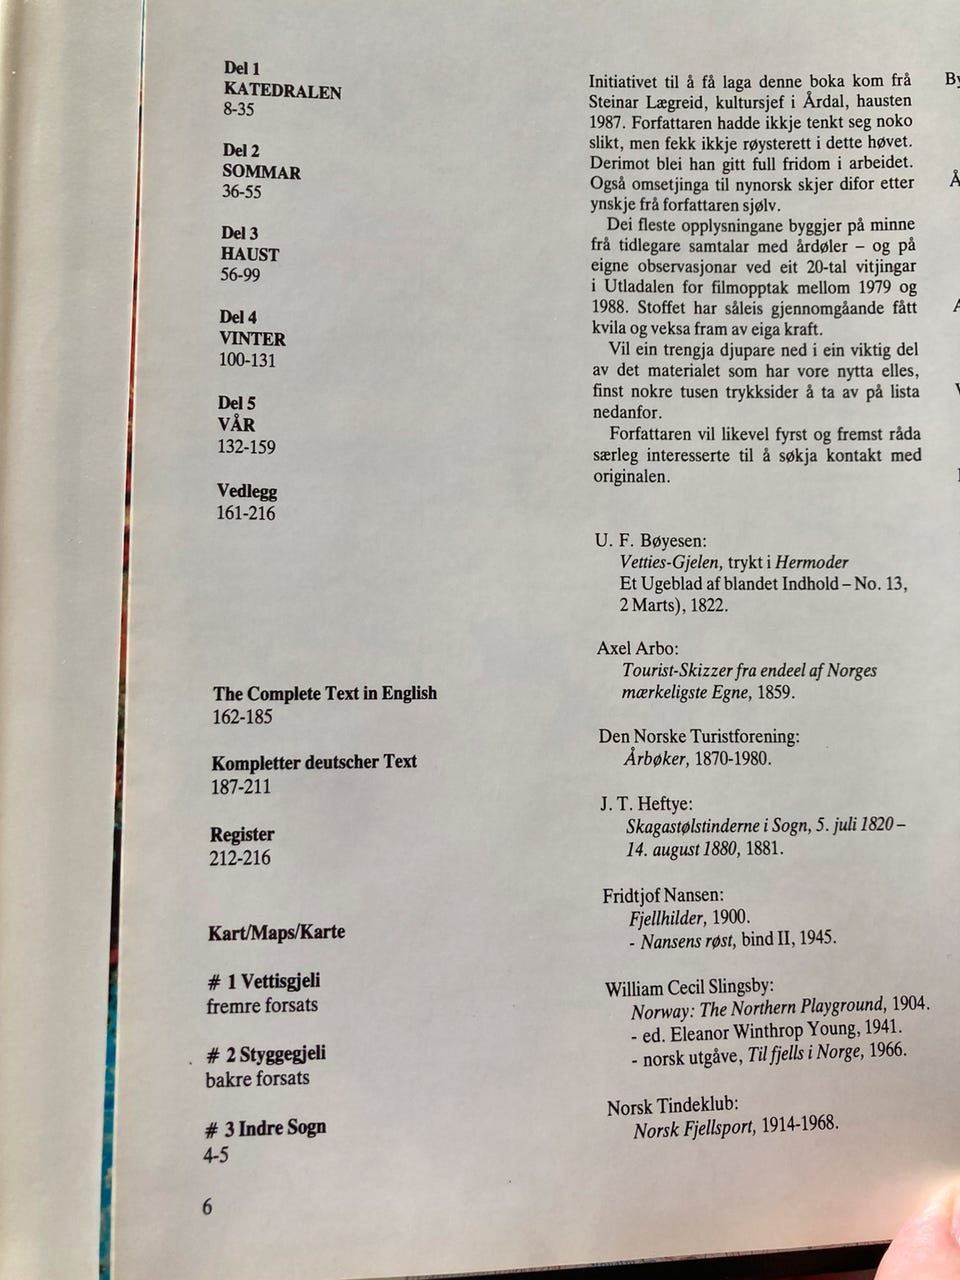 Del 1
KATEDRALEN
8-35
Del 2
SOMMAR
36-55
Del 3
HAUST
56-99
Del 4
VINTER
100-131
Del 5
VÅR
132-159
Vedlegg
161-216
The Complete Text in English
162-185
Kompletter deutscher Text
187-211
Register
212-216
Kart/Maps/Karte
# 1 Vettisgjeli
fremre forsats
# 2 Styggegjeli
bakre forsats
# 3 Indre Sogn
4-5
6
Initiativet til å få laga denne boka kom frå
Steinar Lægreid, kultursjef i Årdal, hausten
1987. Forfattaren hadde ikkje tenkt seg noko
slikt, men fekk ikkje røysterett i dette høvet.
Derimot blei han gitt full fridom i arbeidet.
Også omsetjinga til nynorsk skjer difor etter
ynskje frå forfattaren sjølv.
Dei fleste opplysningane byggjer på minne
frå tidlegare samtalar med årdøler – og på
eigne observasjonar ved eit 20-tal vitjingar
i Utladalen for filmopptak mellom 1979 og
1988. Stoffet har såleis gjennomgåande fått
kvila og veksa fram av eiga kraft.
Vil ein trengja djupare ned i ein viktig del
av det materialet som har vore nytta elles,
finst nokre tusen trykksider å ta av på lista
nedanfor.
Forfattaren vil likevel fyrst og fremst råda
særleg interesserte til å søkja kontakt med
originalen.
U. F. Bøyesen:
Vetties-Gjelen, trykt i Hermoder
Et Ugeblad af blandet Indhold – No. 13,
2 Marts), 1822.
Axel Arbo:
Tourist-Skizzer fra endeel af Norges
mærkeligste Egne, 1859.
Den Norske Turistforening:
Årbøker, 1870-1980.
J. T. Heftye:
Skagastølstinderne i Sogn, 5. juli 1820 –
14. august 1880, 1881.
Fridtjof Nansen:
Fjellhilder, 1900.
- Nansens røst, bind II, 1945.
William Cecil Slingsby:
Norway: The Northern Playground, 1904.
- ed. Eleanor Winthrop Young, 1941.
- norsk utgåve, Til fjells i Norge, 1966.
Norsk Tindeklub:
Norsk Fjellsport, 1914-1968.